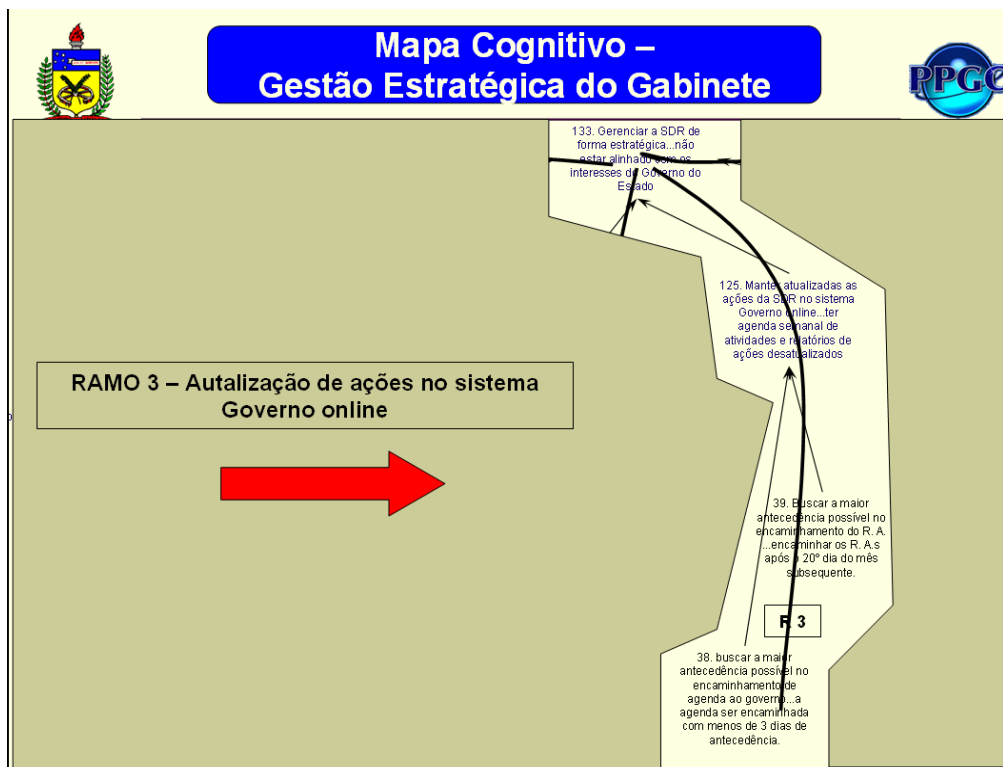 Mapa Cognitivo –
Gestão Estratégica do Gabinete
PPGC
133. Gerenciar a SDR de
forma estratégica...não
estar alinhado com os
interesses do Governo do
Estado
125. Manter atualizadas as
ações da SDR no sistema
Governo online...ter
agenda semanal de
atividades e relatórios de
ações desatualizados
RAMO 3 – Autalização de ações no sistema
Governo online
39. Buscar a maior
antecedência possível no
encaminhamento do R. A.
...encaminhar os R. A.s
após o 20º dia do mês
subsequente.
R 3
38. buscar a maior
antecedência possível no
encaminhamento de
agenda ao governo...a
agenda ser encaminhada
com menos de 3 dias de
antecedência.